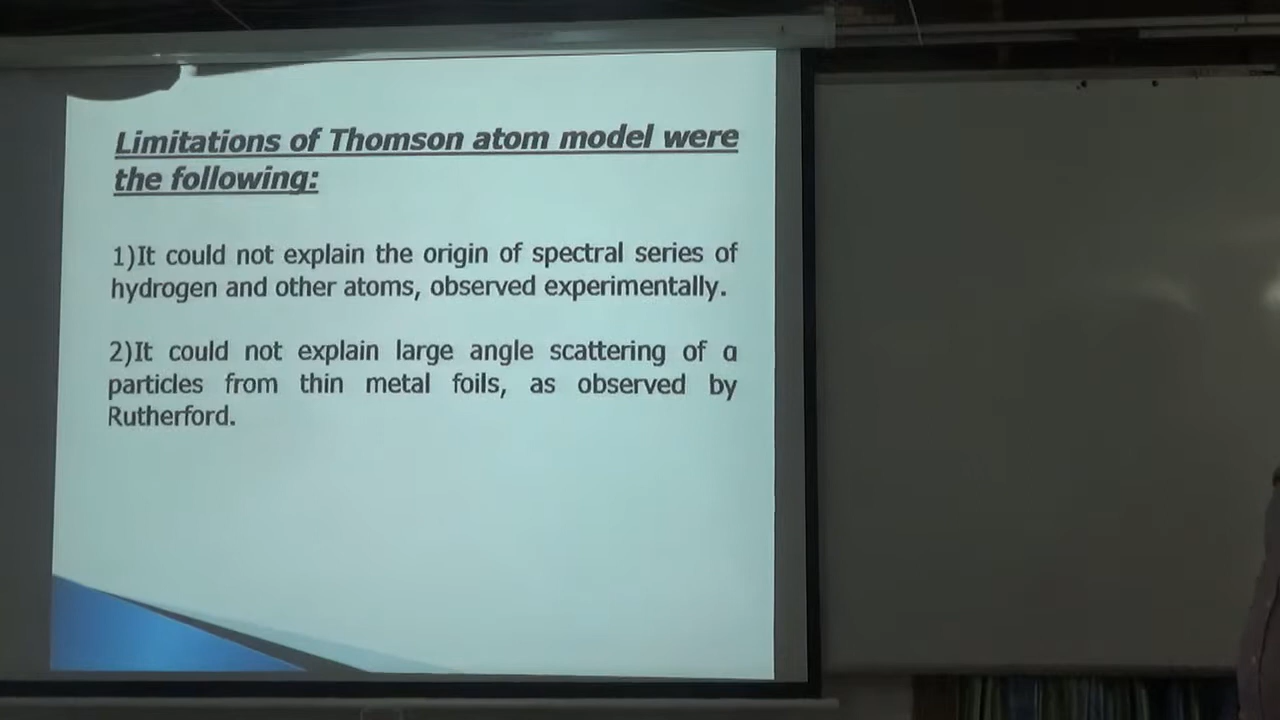 Limitations of Thomson atom model were
the following:
1)It could not explain the origin of spectral series of
hydrogen and other atoms, observed experimentally.
2)It could not explain large angle scattering of α
particles from thin metal foils, as observed by
Rutherford.